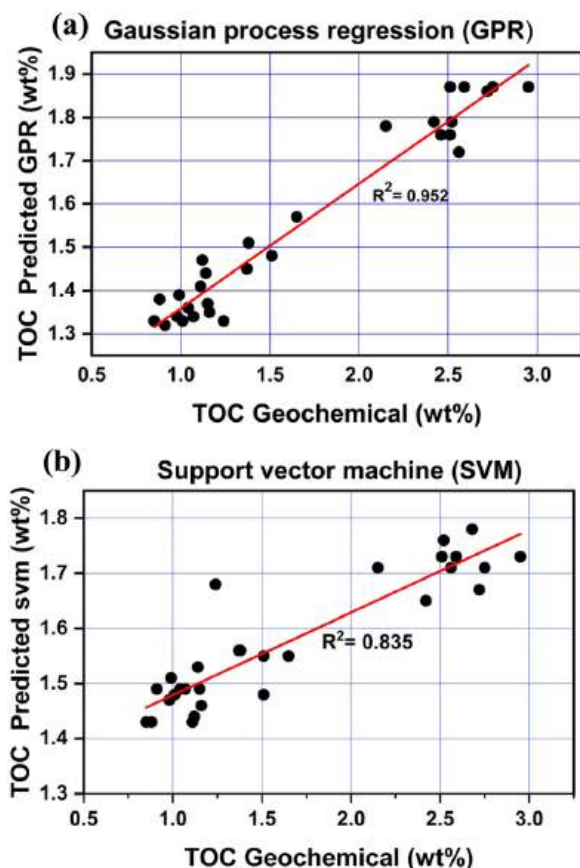 (a) Gaussian process regression (GPR)
TOC Predicted GPR (wt%)
1.9
1.8
1.7
1.6
1.5
1.4
1.3
R²= 0.952
0.5 1.0 1.5 2.0 2.5 3.0
TOC Geochemical (wt%)
(b) Support vector machine (SVM)
TOC Predicted svm (wt%)
1.8
1.7
1.6
1.5
1.4
1.3
R²= 0.835
0.5 1.0 1.5 2.0 2.5 3.0
TOC Geochemical (wt%)